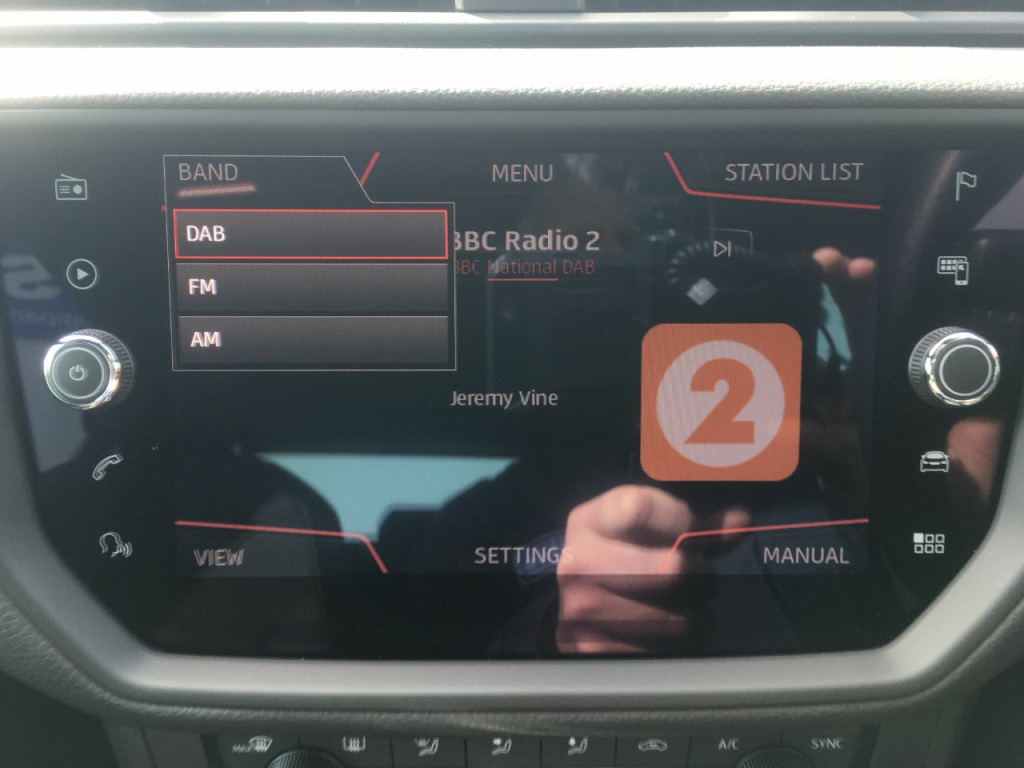 BAND
MENU
STATION LIST
DAB
BBC Radio 2
BBC National DAB
FM
AM
Jeremy Vine
2
VIEW
SETTINGS
MANUAL
MAX
A/C
SYNC